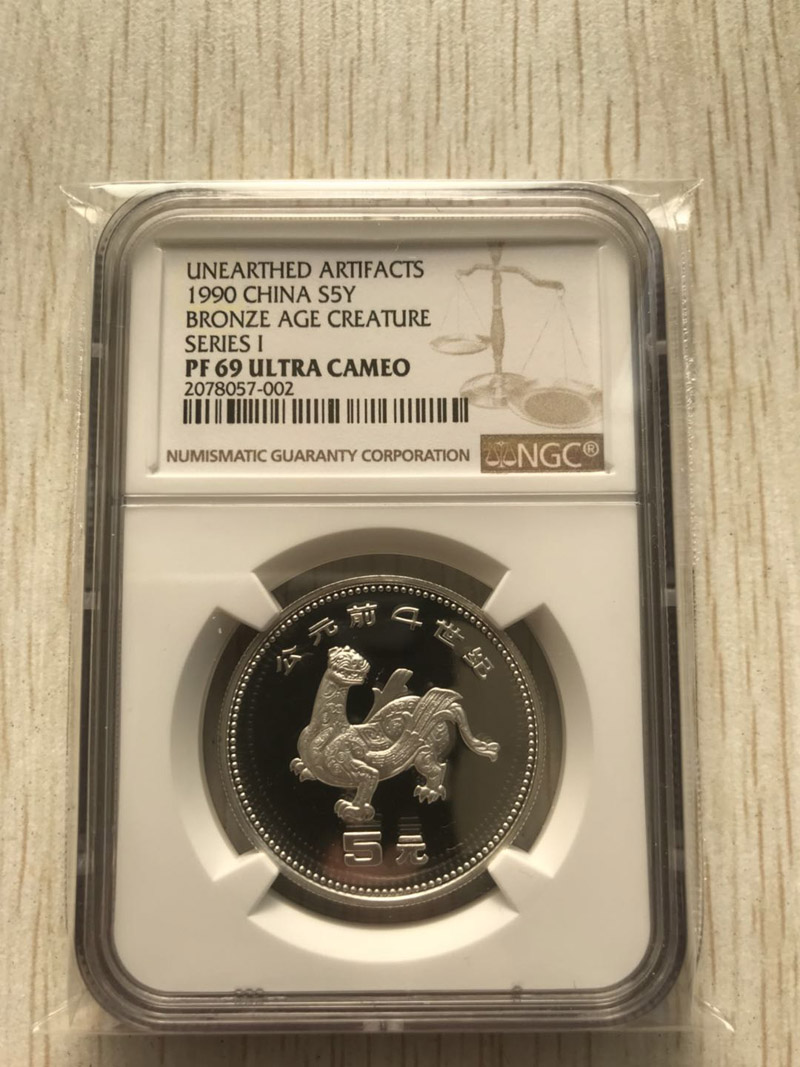 UNEARTHED ARTIFACTS
1990 CHINA S5Y
BRONZE AGE CREATURE
SERIES I
PF 69 ULTRA CAMEO
2078057-002
NUMISMATIC GUARANTY CORPORATION NGC®
公元前4世纪
5元